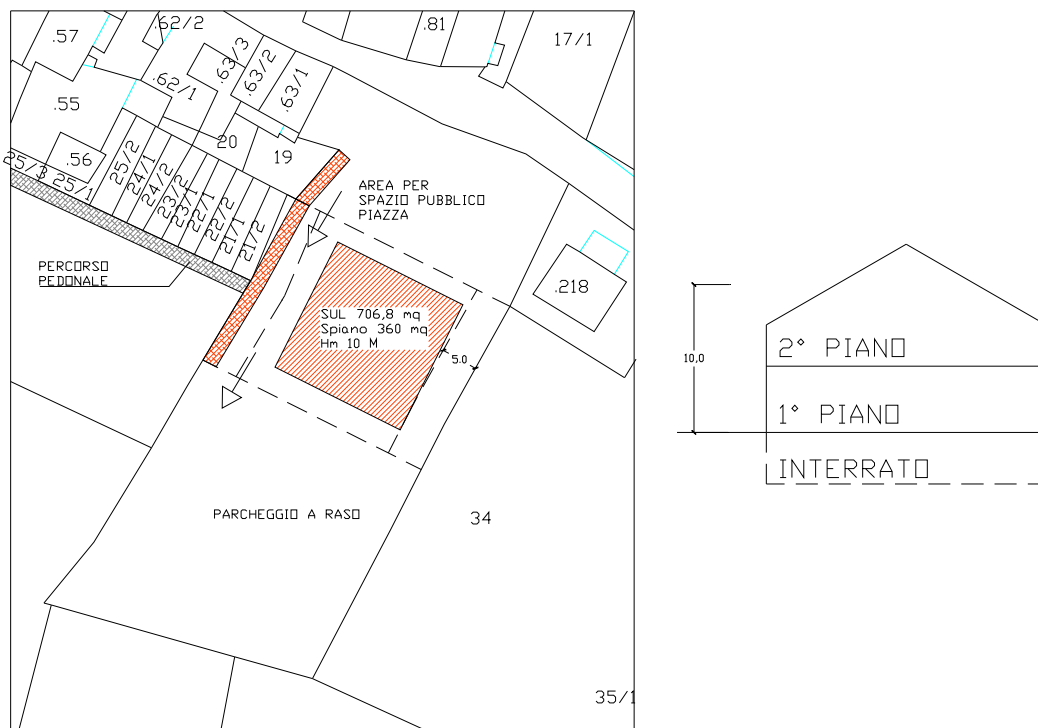 .57
.62/2
.81
17/1
.63/3
.63/2
.63/1
.62/1
.55
20
19
.56
25/3
25/1
25/2
24/1
24/2
23/2
23/1
22/1
22/2
21/1
21/2
AREA PER
SPAZIO PUBBLICO
PIAZZA
PERCORSO
PEDONALE
.218
SUL 706,8 mq
Spiano 360 mq
Hm 10 M
5.0
10,0
2° PIANO
1° PIANO
INTERRATO
PARCHEGGIO A RASO
34
35/1